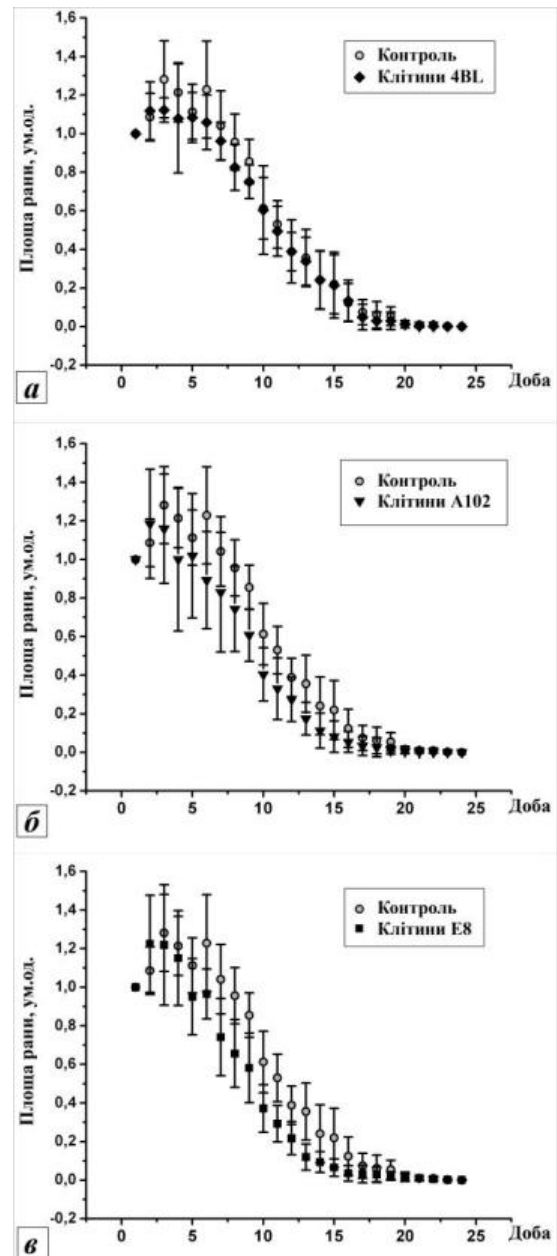 1,6
1,4
1,2
1,0
0,8
0,6
0,4
0,2
0,0
-0,2
Площа рани, ум.од.
Контроль
Клітини 4BL
0 5 10 15 20 25
Доба
а
1,6
1,4
1,2
1,0
0,8
0,6
0,4
0,2
0,0
-0,2
Площа рани, ум.од.
Контроль
Клітини А102
0 5 10 15 20 25
Доба
б
1,6
1,4
1,2
1,0
0,8
0,6
0,4
0,2
0,0
-0,2
Площа рани, ум.од.
Контроль
Клітини Е8
0 5 10 15 20 25
Доба
в